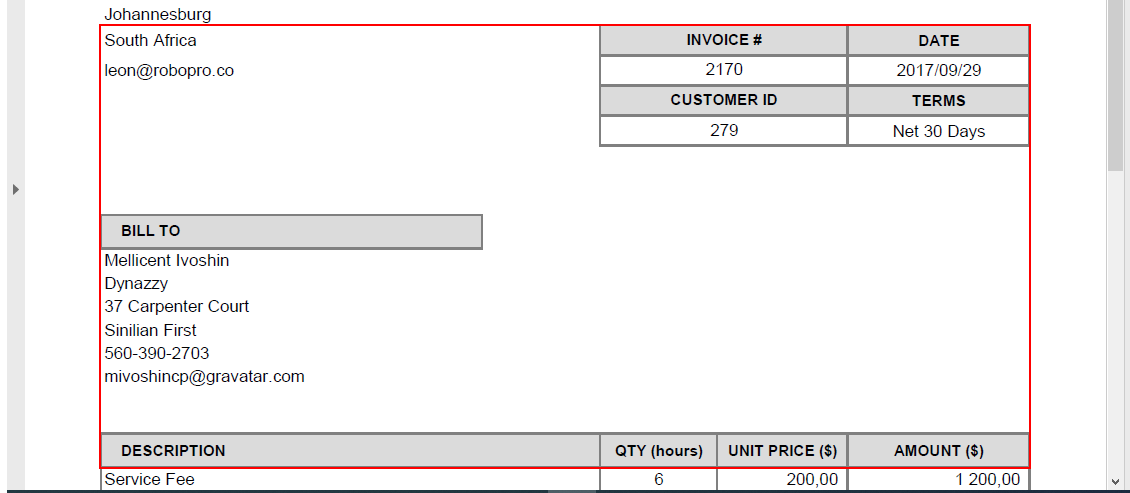 Johannesburg
South Africa
leon@robopro.co
INVOICE # DATE
2170 2017/09/29
CUSTOMER ID TERMS
279 Net 30 Days
BILL TO
Mellicent Ivoshin
Dynazzy
37 Carpenter Court
Sinilian First
560-390-2703
mivoshincp@gravatar.com
DESCRIPTION QTY (hours) UNIT PRICE ($) AMOUNT ($)
Service Fee 6 200,00 1 200,00